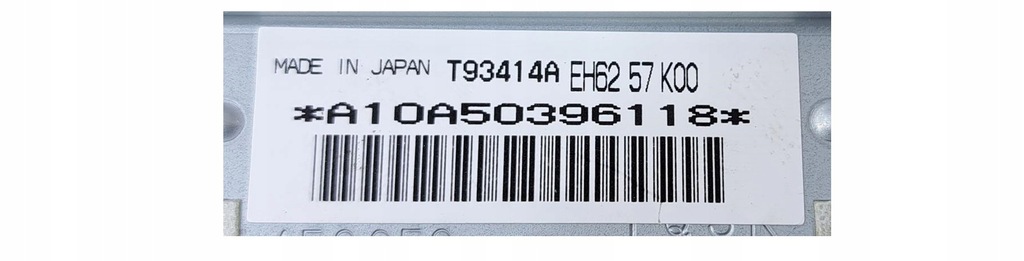 MADE IN JAPAN T93414A EH62 57 K00
*A10A50396118*